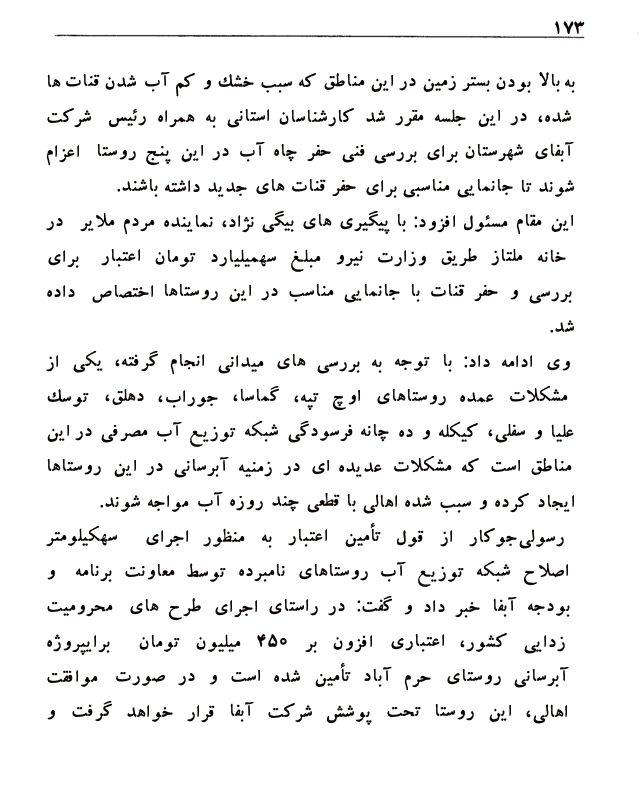 ۱۷۳
به بالا بودن بستر زمین در این مناطق که سبب خشك و کم آب شدن قنات ها
شده، در این جلسه مقرر شد کارشناسان استانی به همراه رئیس شرکت
آبفای شهرستان برای بررسی فنی حفر چاه آب در این پنج روستا اعزام
شوند تا جانمایی مناسبی برای حفر قنات های جدید داشته باشند.
این مقام مسئول افزود: با پیگیری های بیگی نژاد، نماینده مردم ملایر در
خانه ملتاز طریق وزارت نیرو مبلغ سهمیلیارد تومان اعتبار برای
بررسی و حفر قنات با جانمایی مناسب در این روستاها اختصاص داده
شد.
وی ادامه داد: با توجه به بررسی های میدانی انجام گرفته، یکی از
مشکلات عمده روستاهای اوچ تپه، گماسا، جوراب، دهلق، توسك
علیا و سفلی، کیکله و ده چانه فرسودگی شبکه توزیع آب مصرفی در این
مناطق است که مشکلات عدیده ای در زمنیه آبرسانی در این روستاها
ایجاد کرده و سبب شده اهالی با قطعی چند روزه آب مواجه شوند.
رسولی‌جوکار از قول تأمین اعتبار به منظور اجرای سهکیلومتر
اصلاح شبکه توزیع آب روستاهای نامبرده توسط معاونت برنامه و
بودجه آبفا خبر داد و گفت: در راستای اجرای طرح های محرومیت
زدایی کشور، اعتباری افزون بر ۴۵۰ میلیون تومان برایپروژه
آبرسانی روستای حرم آباد تأمین شده است و در صورت موافقت
اهالی، این روستا تحت پوشش شرکت آبفا قرار خواهد گرفت و